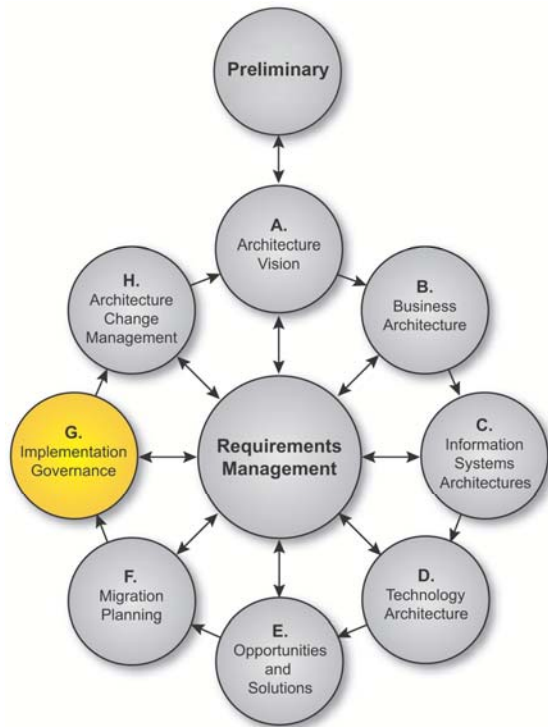 Preliminary
A.
Architecture
Vision
B.
Business
Architecture
C.
Information
Systems
Architectures
D.
Technology
Architecture
E.
Opportunities
and
Solutions
F.
Migration
Planning
G.
Implementation
Governance
H.
Architecture
Change
Management
Requirements
Management